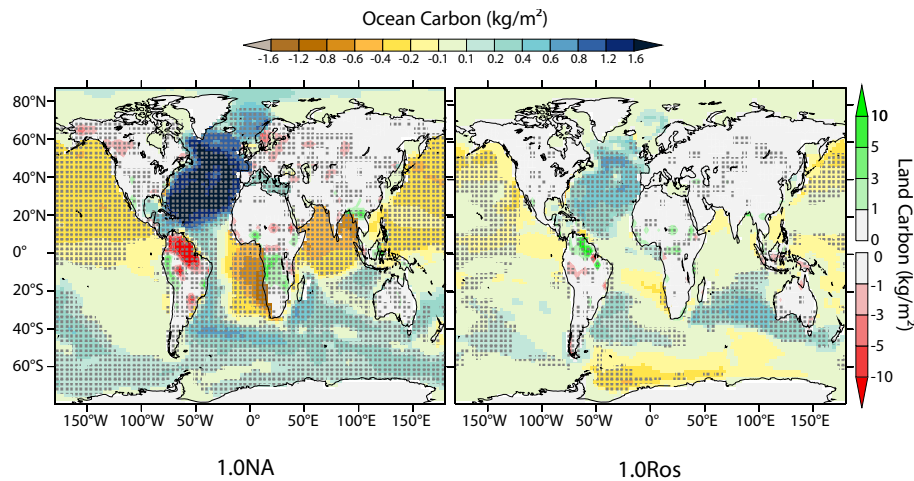 Ocean Carbon (kg/m²)
-1.6 -1.2 -0.8 -0.6 -0.4 -0.2 -0.1 0.1 0.2 0.4 0.6 0.8 1.2 1.6
80°N
60°N
40°N
20°N
0°
20°S
40°S
60°S
150°W 100°W 50°W 0° 50°E 100°E 150°E
150°W 100°W 50°W 0° 50°E 100°E 150°E
10
5
3
1
0
0
-1
-3
-5
-10
Land Carbon (kg/m²)
1.0NA
1.0Ros